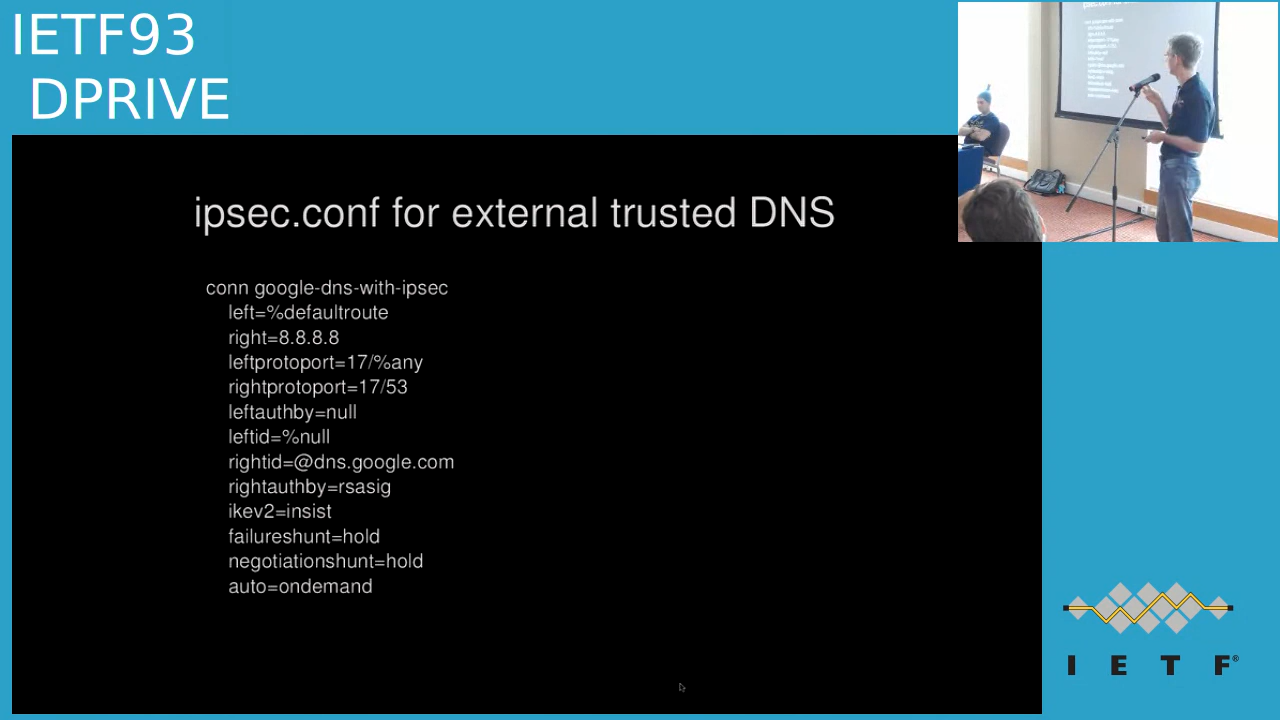 IETF93
DPRIVE
ipsec.conf for external trusted DNS
conn google-dns-with-ipsec
left=%defaultroute
right=8.8.8.8
leftprotoport=17/%any
rightprotoport=17/53
leftauthby=null
leftid=%null
rightid=@dns.google.com
rightauthby=rsasig
ikev2=insist
failureshunt=hold
negotiationshunt=hold
auto=ondemand
I E T F®